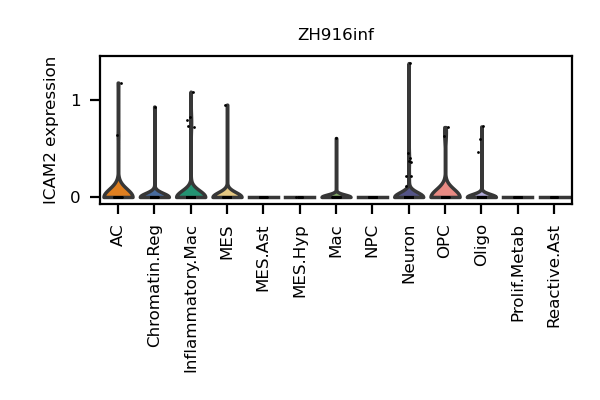 ZH916inf
ICAM2 expression
1
0
AC
Chromatin.Reg
Inflammatory.Mac
MES
MES.Ast
MES.Hyp
Mac
NPC
Neuron
OPC
Oligo
Prolif.Metab
Reactive.Ast